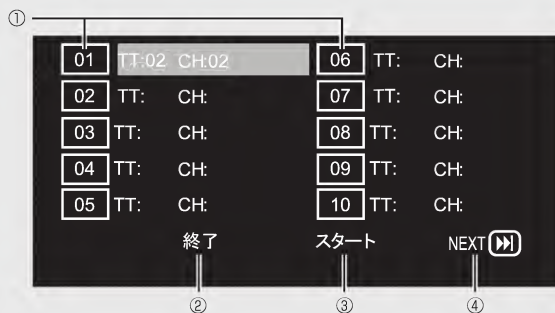 ①
01 TT:02 CH:02 06 TT: CH:
02 TT: CH: 07 TT: CH:
03 TT: CH: 08 TT: CH:
04 TT: CH: 09 TT: CH:
05 TT: CH: 10 TT: CH:
終了 スタート NEXT
② ③ ④